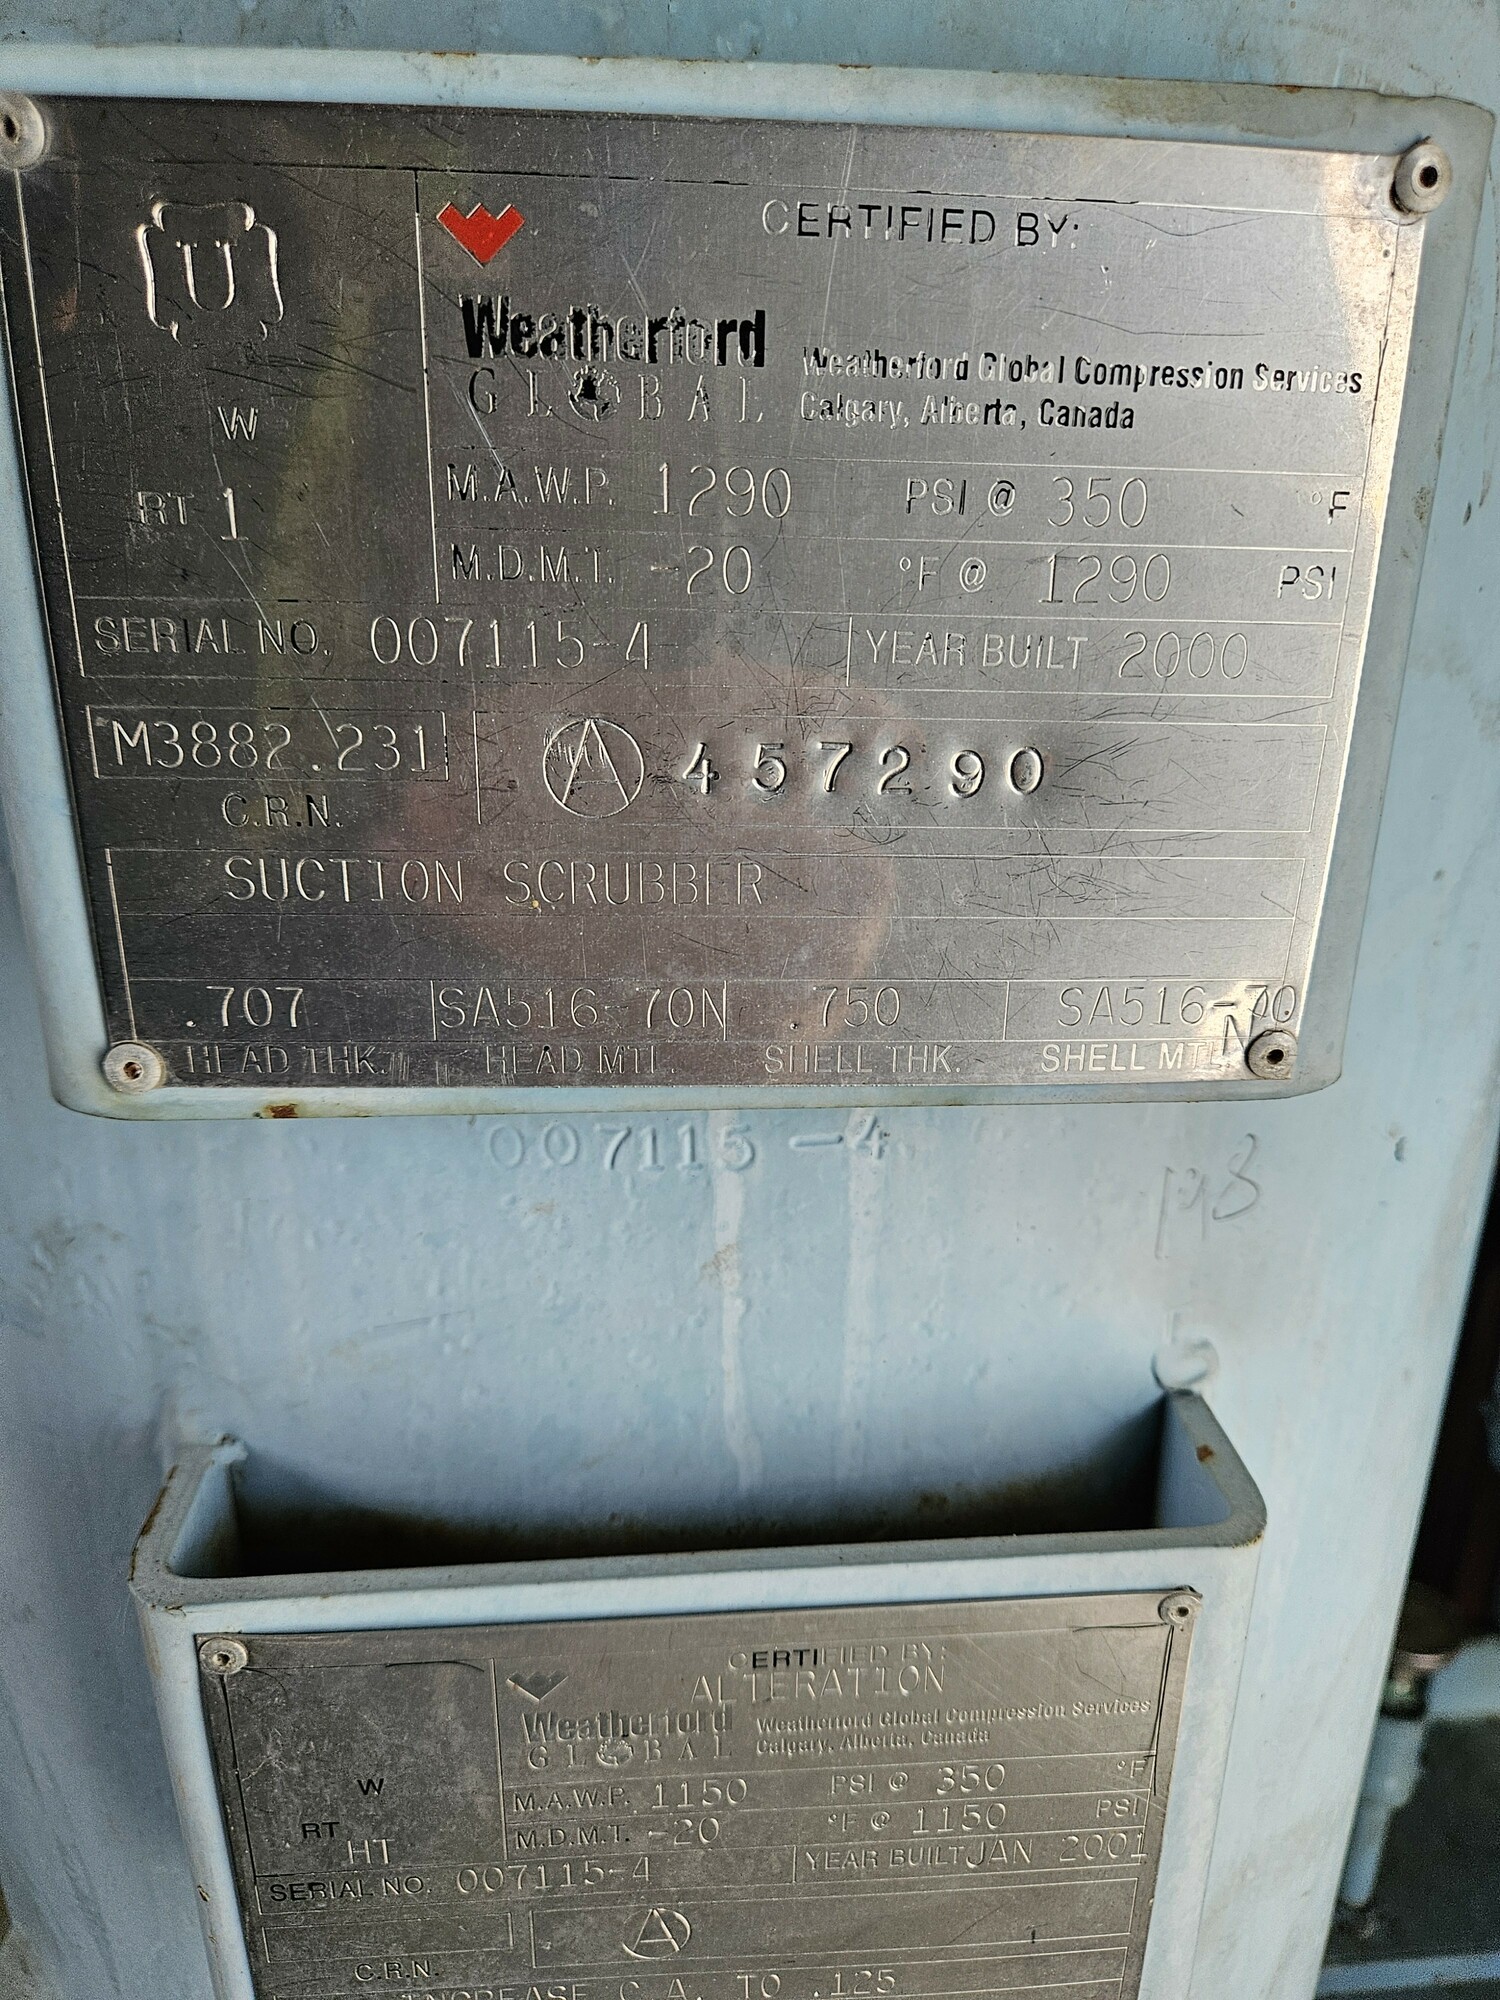 U
CERTIFIED BY:
Weatherford
GLOBAL
Weatherford Global Compression Services
Calgary, Alberta, Canada
W
RT 1
M.A.W.P. 1290 PSI @ 350 °F
M.D.M.T. -20 °F @ 1290 PSI
SERIAL NO. 007115-4 YEAR BUILT 2000
M3882.231 A 457290
C.R.N.
SUCTION SCRUBBER
.707 SA516-70N .750 SA516-70
N
HEAD THK. HEAD MTL. SHELL THK. SHELL MTL.
007115-4
CERTIFIED BY:
ALTERATION
Weatherford
GLOBAL
Weatherford Global Compression Services
Calgary, Alberta, Canada
W
RT
HT
M.A.W.P. 1150 PSI @ 350 °F
M.D.M.T. -20 °F @ 1150 PSI
SERIAL NO. 007115-4 YEAR BUILT JAN 2001
A
C.R.N.
INCREASE C.A. TO .125